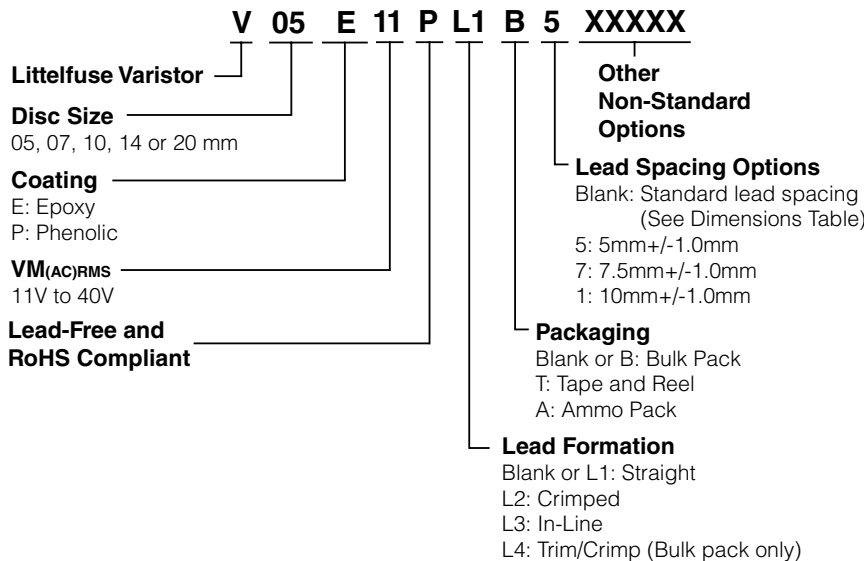 V 05 E 11 P L1 B 5 XXXXX
Littelfuse Varistor
Disc Size
05, 07, 10, 14 or 20 mm
Coating
E: Epoxy
P: Phenolic
VM(AC)RMS
11V to 40V
Lead-Free and
RoHS Compliant
Other
Non-Standard
Options
Lead Spacing Options
Blank: Standard lead spacing
(See Dimensions Table)
5: 5mm+/-1.0mm
7: 7.5mm+/-1.0mm
1: 10mm+/-1.0mm
Packaging
Blank or B: Bulk Pack
T: Tape and Reel
A: Ammo Pack
Lead Formation
Blank or L1: Straight
L2: Crimped
L3: In-Line
L4: Trim/Crimp (Bulk pack only)